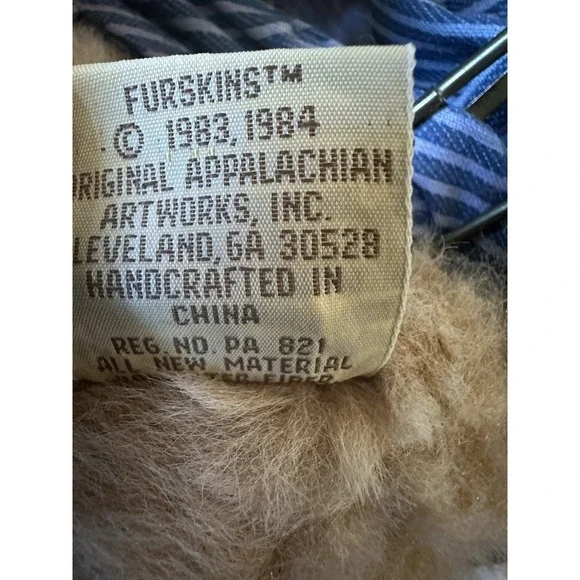 FURSKINS™
© 1983, 1984
RIGINAL APPALACHIAN
ARTWORKS, INC.
LEVELAND, GA 30528
HANDCRAFTED IN
CHINA
REG. NO. PA 821
ALL NEW MATERIAL